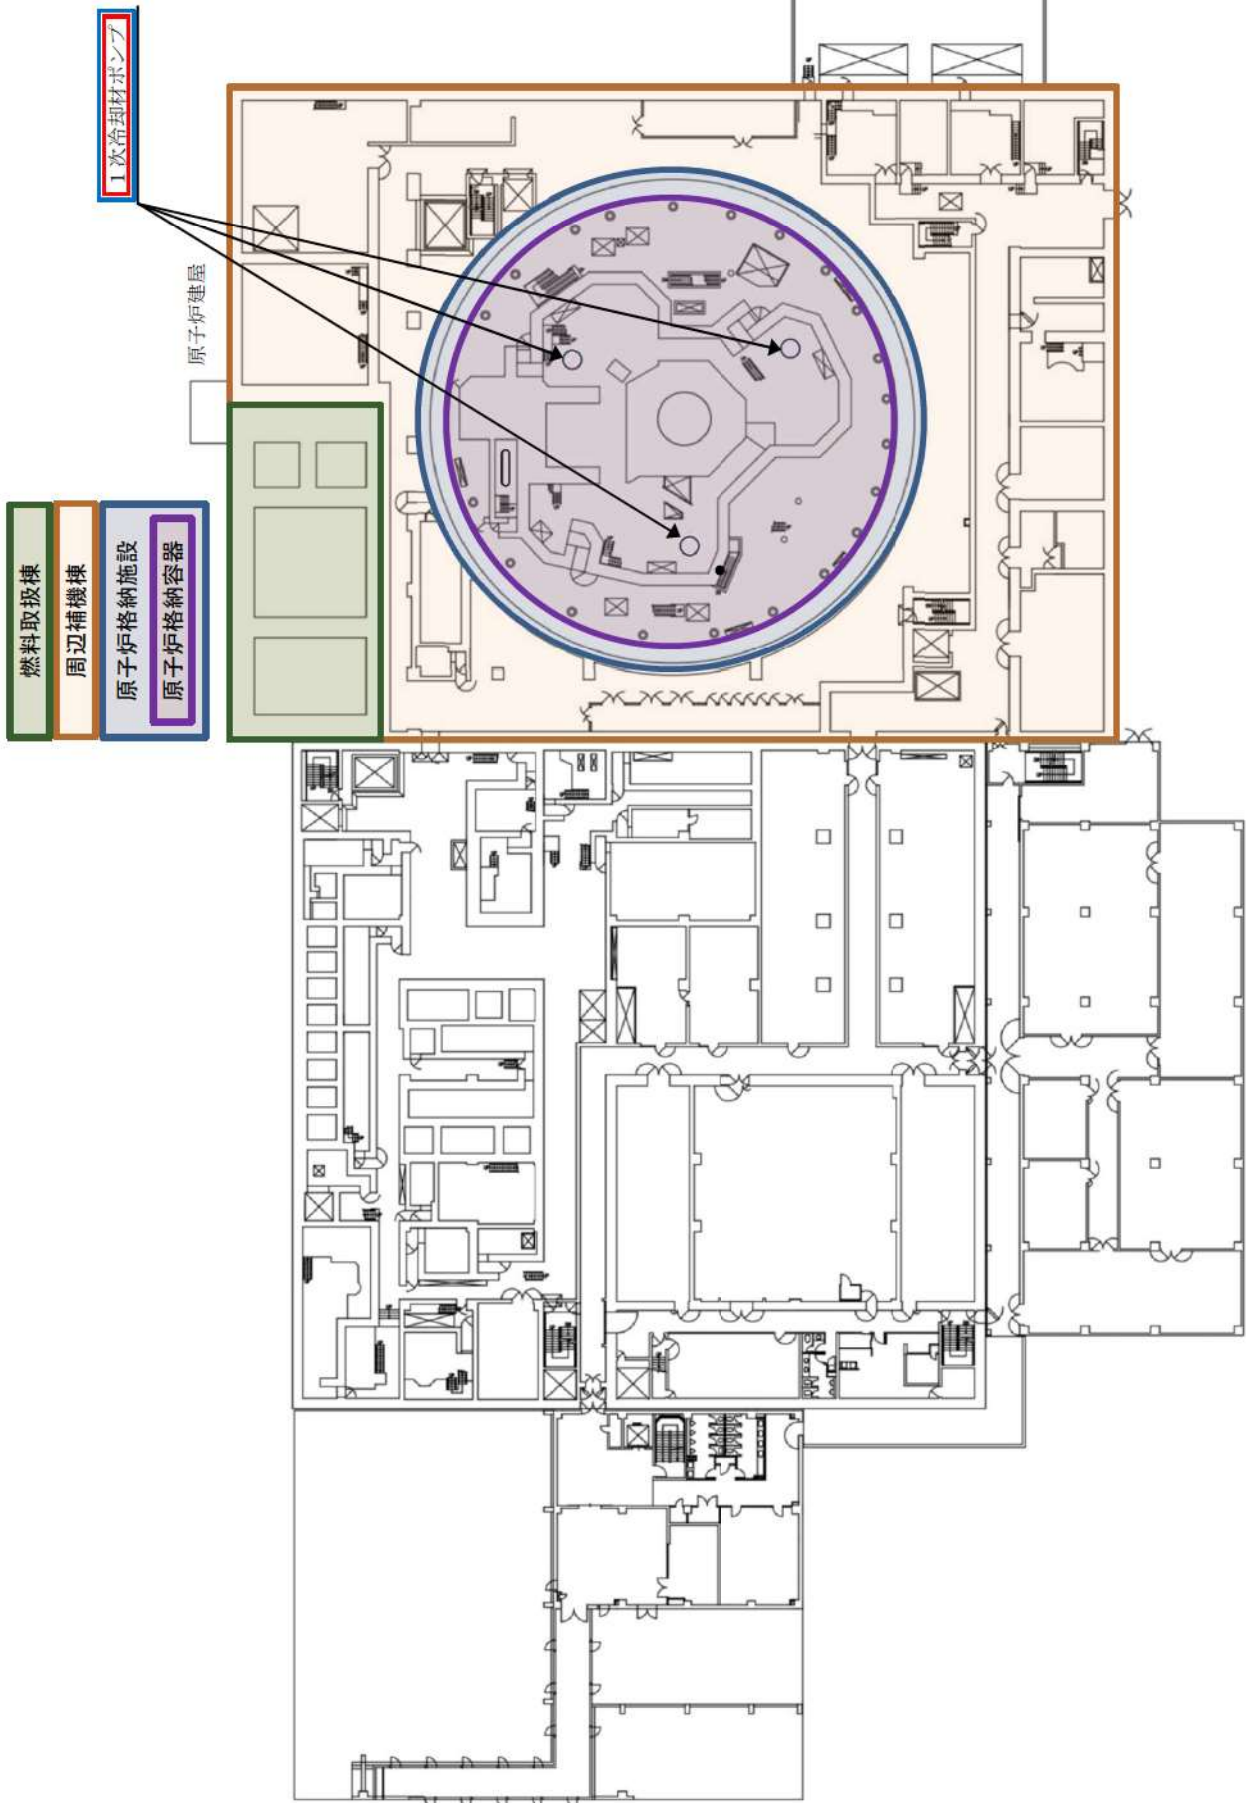 1次冷却材ポンプ
原子炉建屋
燃料取扱棟
周辺補機棟
原子炉格納施設
原子炉格納容器